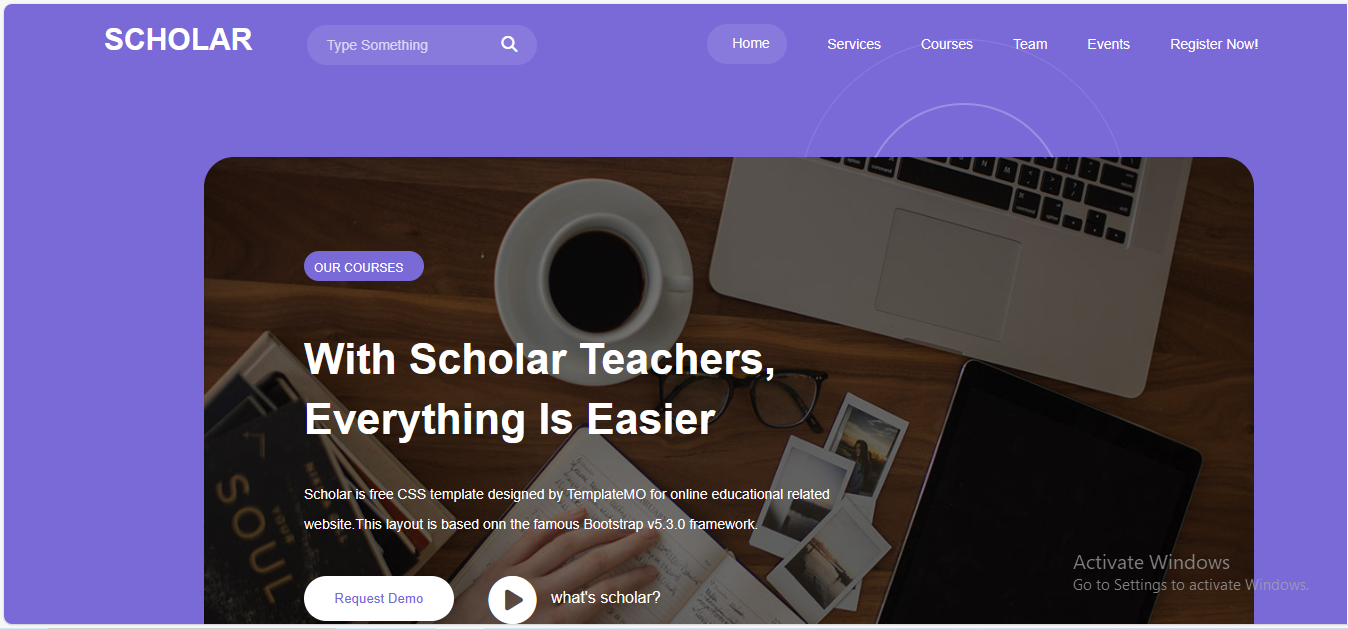 SCHOLAR
Type Something
Home
Services
Courses
Team
Events
Register Now!
OUR COURSES
With Scholar Teachers,
Everything Is Easier
Scholar is free CSS template designed by TemplateMO for online educational related
website.This layout is based onn the famous Bootstrap v5.3.0 framework.
Request Demo
what's scholar?
SOUL
Activate Windows
Go to Settings to activate Windows.